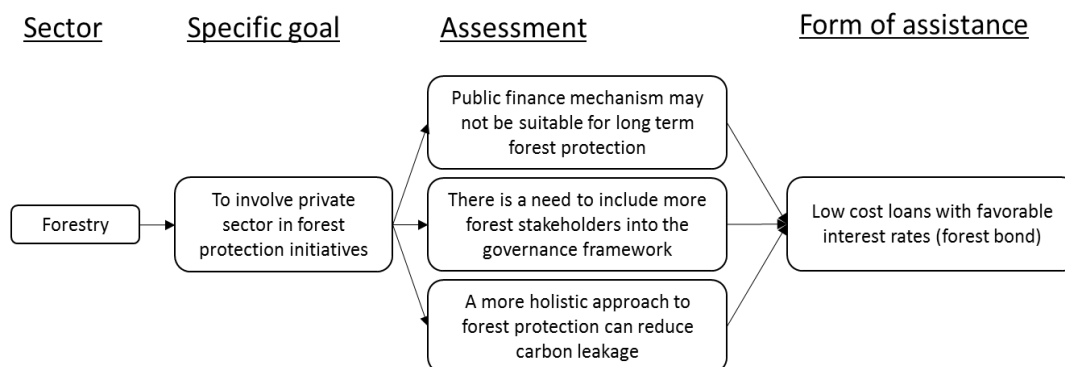 Sector
Specific goal
Assessment
Form of assistance
Forestry
To involve private
sector in forest
protection initiatives
Public finance mechanism may
not be suitable for long term
forest protection
There is a need to include more
forest stakeholders into the
governance framework
A more holistic approach to
forest protection can reduce
carbon leakage
Low cost loans with favorable
interest rates (forest bond)